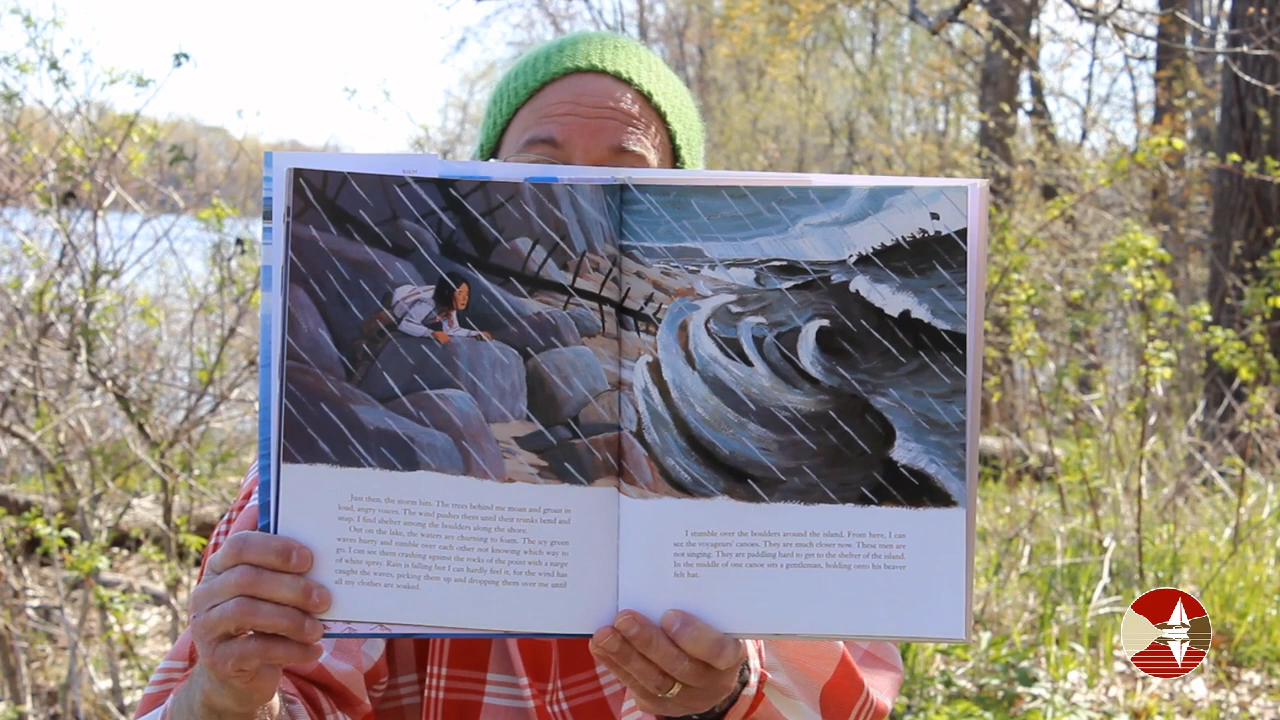 Just then, the storm hits. The trees behind me moan and groan in
loud, angry voices. The wind pushes them until their trunks bend and
snap. I find shelter among the boulders along the shore.
Out on the lake, the waters are churning to foam. The icy green
waves hurry and tumble over each other not knowing which way to
go. I can see them crashing against the rocks of the point with a surge
of white spray. Rain is falling but I can hardly feel it, for the wind has
caught the waves, picking them up and dropping them over me until
all my clothes are soaked.
I stumble over the boulders around the island. From here, I can
see the voyageurs' canoes. They are much closer now. These men are
not singing. They are paddling hard to get to the shelter of the island.
In the middle of one canoe sits a gentleman, holding onto his beaver
felt hat.